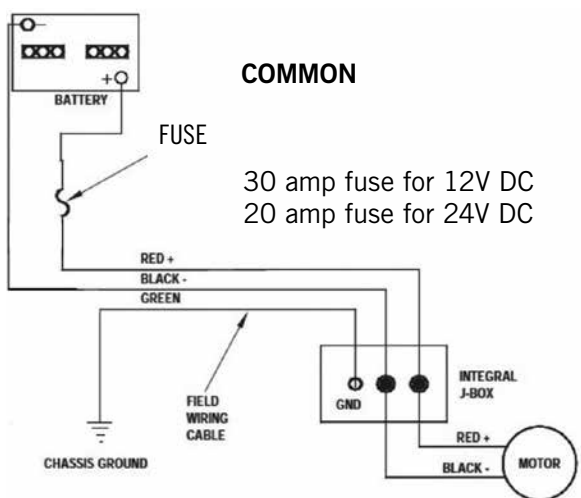 −
+
BATTERY
COMMON
FUSE
30 amp fuse for 12V DC
20 amp fuse for 24V DC
RED +
BLACK -
GREEN
FIELD
WIRING
CABLE
CHASSIS GROUND
GND
INTEGRAL
J-BOX
RED +
BLACK -
MOTOR